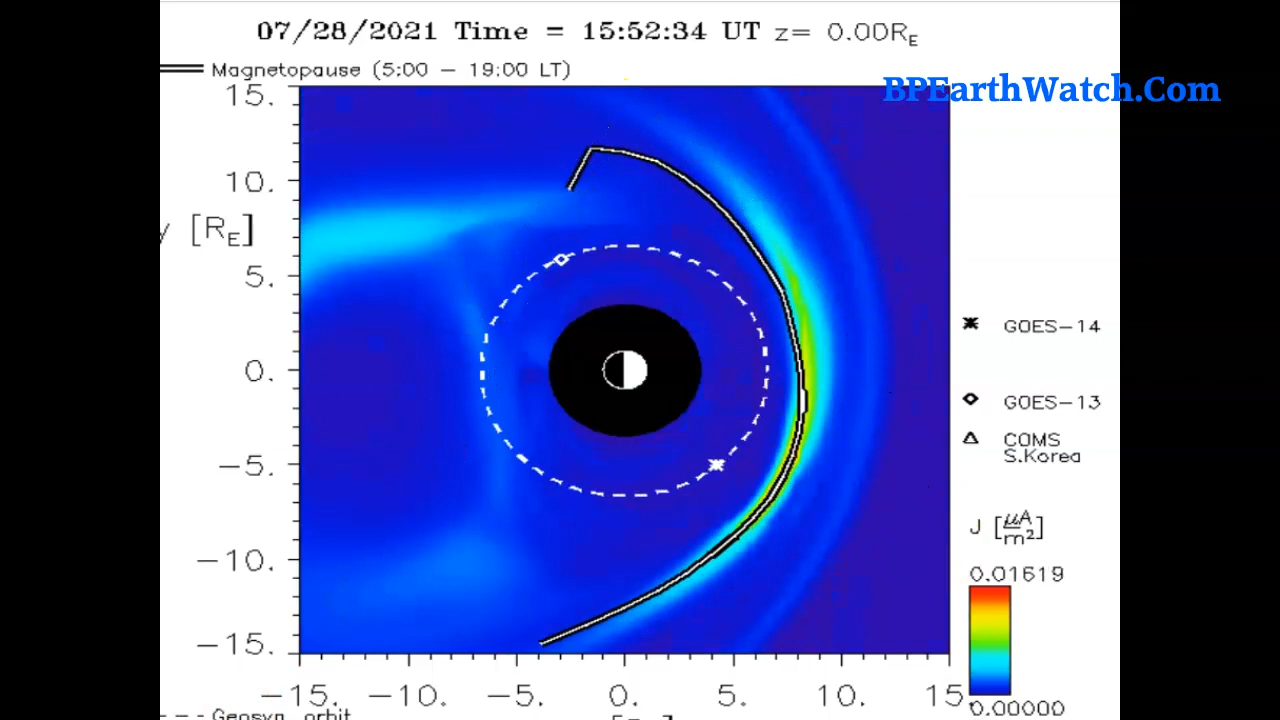 07/28/2021 Time = 15:52:34 UT z= 0.00RE
Magnetopause (5:00 – 19:00 LT)
BPEarthWatch.Com
15.
10.
y [RE]
5.
0.
-5.
-10.
-15.
GOES-14
GOES-13
COMS
S.Korea
J [μA/m²]
0.01619
0.00000
-15. -10. -5. 0. 5. 10. 15.
Geosyn. orbit